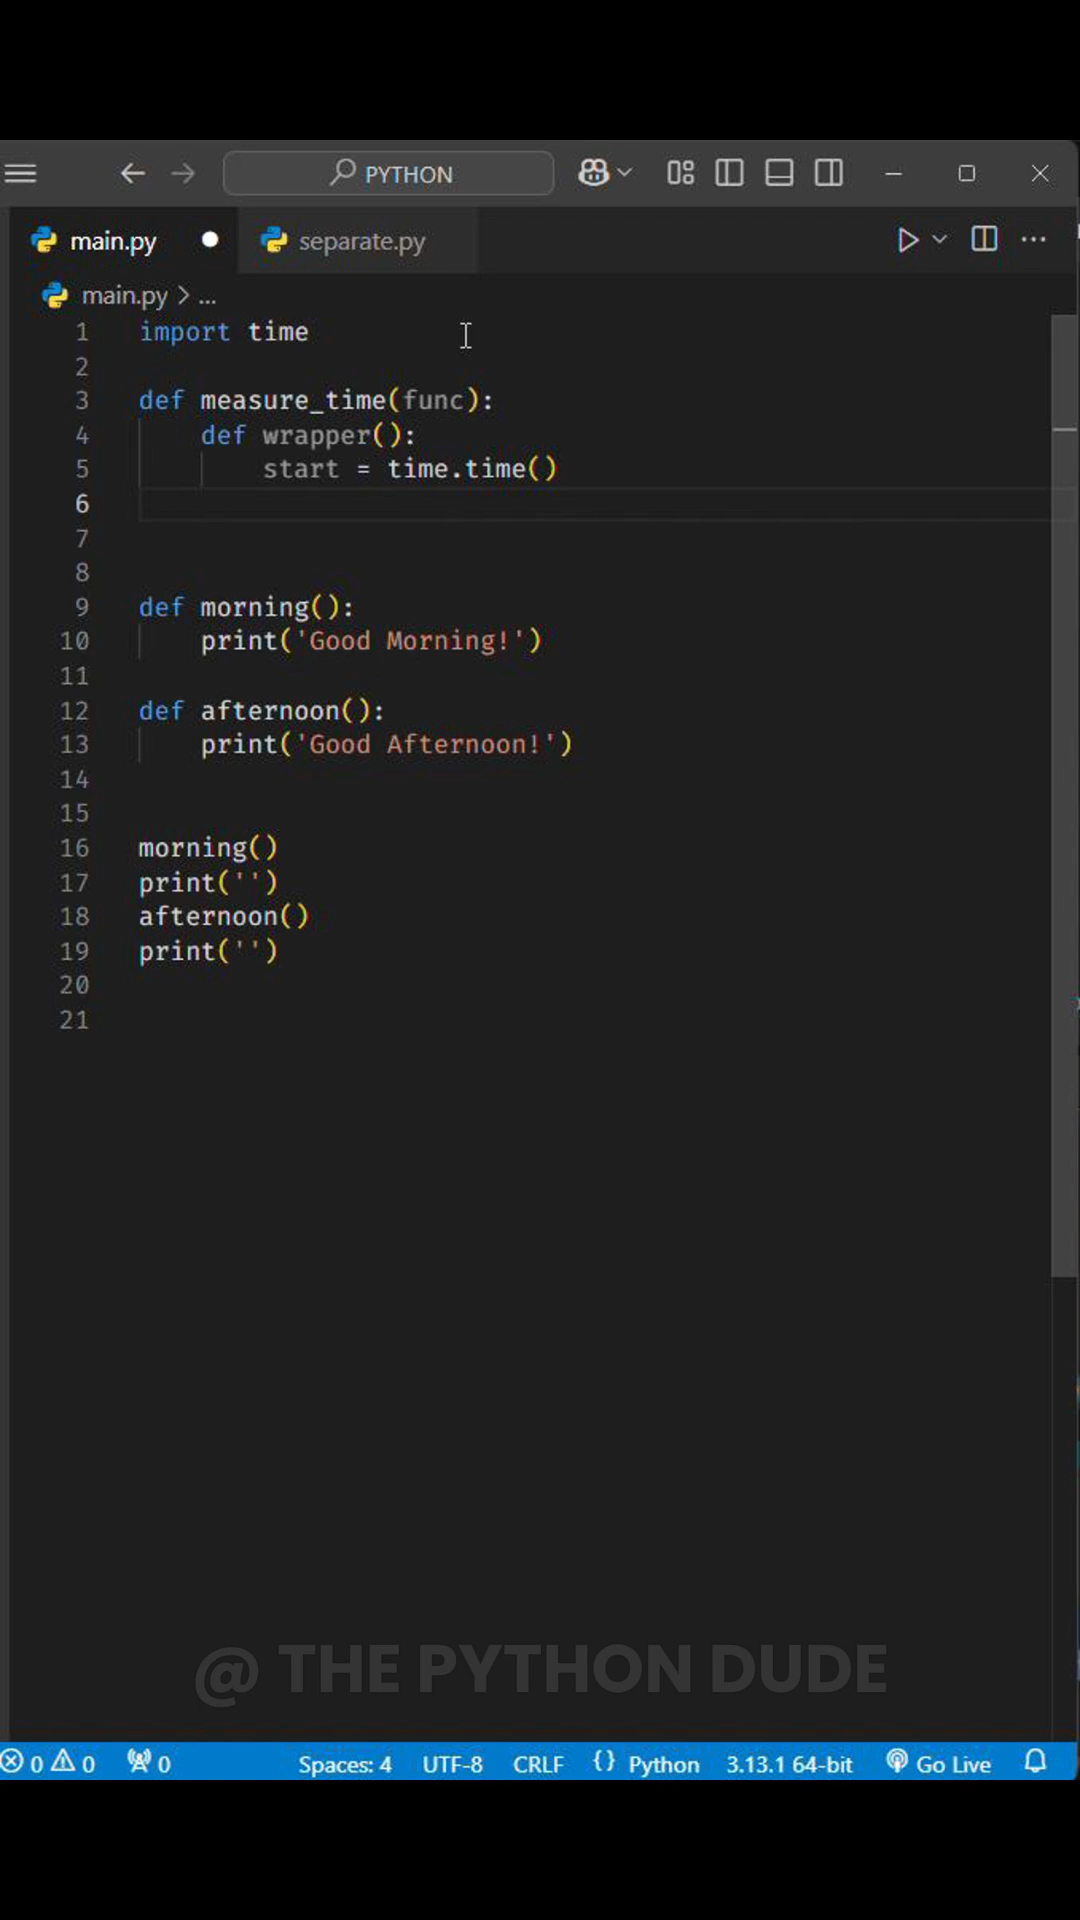 PYTHON
main.py
separate.py
main.py > ...
1 import time
2
3 def measure_time(func):
4     def wrapper():
5         start = time.time()
6
7
8
9 def morning():
10     print('Good Morning!')
11
12 def afternoon():
13     print('Good Afternoon!')
14
15
16 morning()
17 print('')
18 afternoon()
19 print('')
20
21
@ THE PYTHON DUDE
0 0 0 Spaces: 4 UTF-8 CRLF {} Python 3.13.1 64-bit Go Live